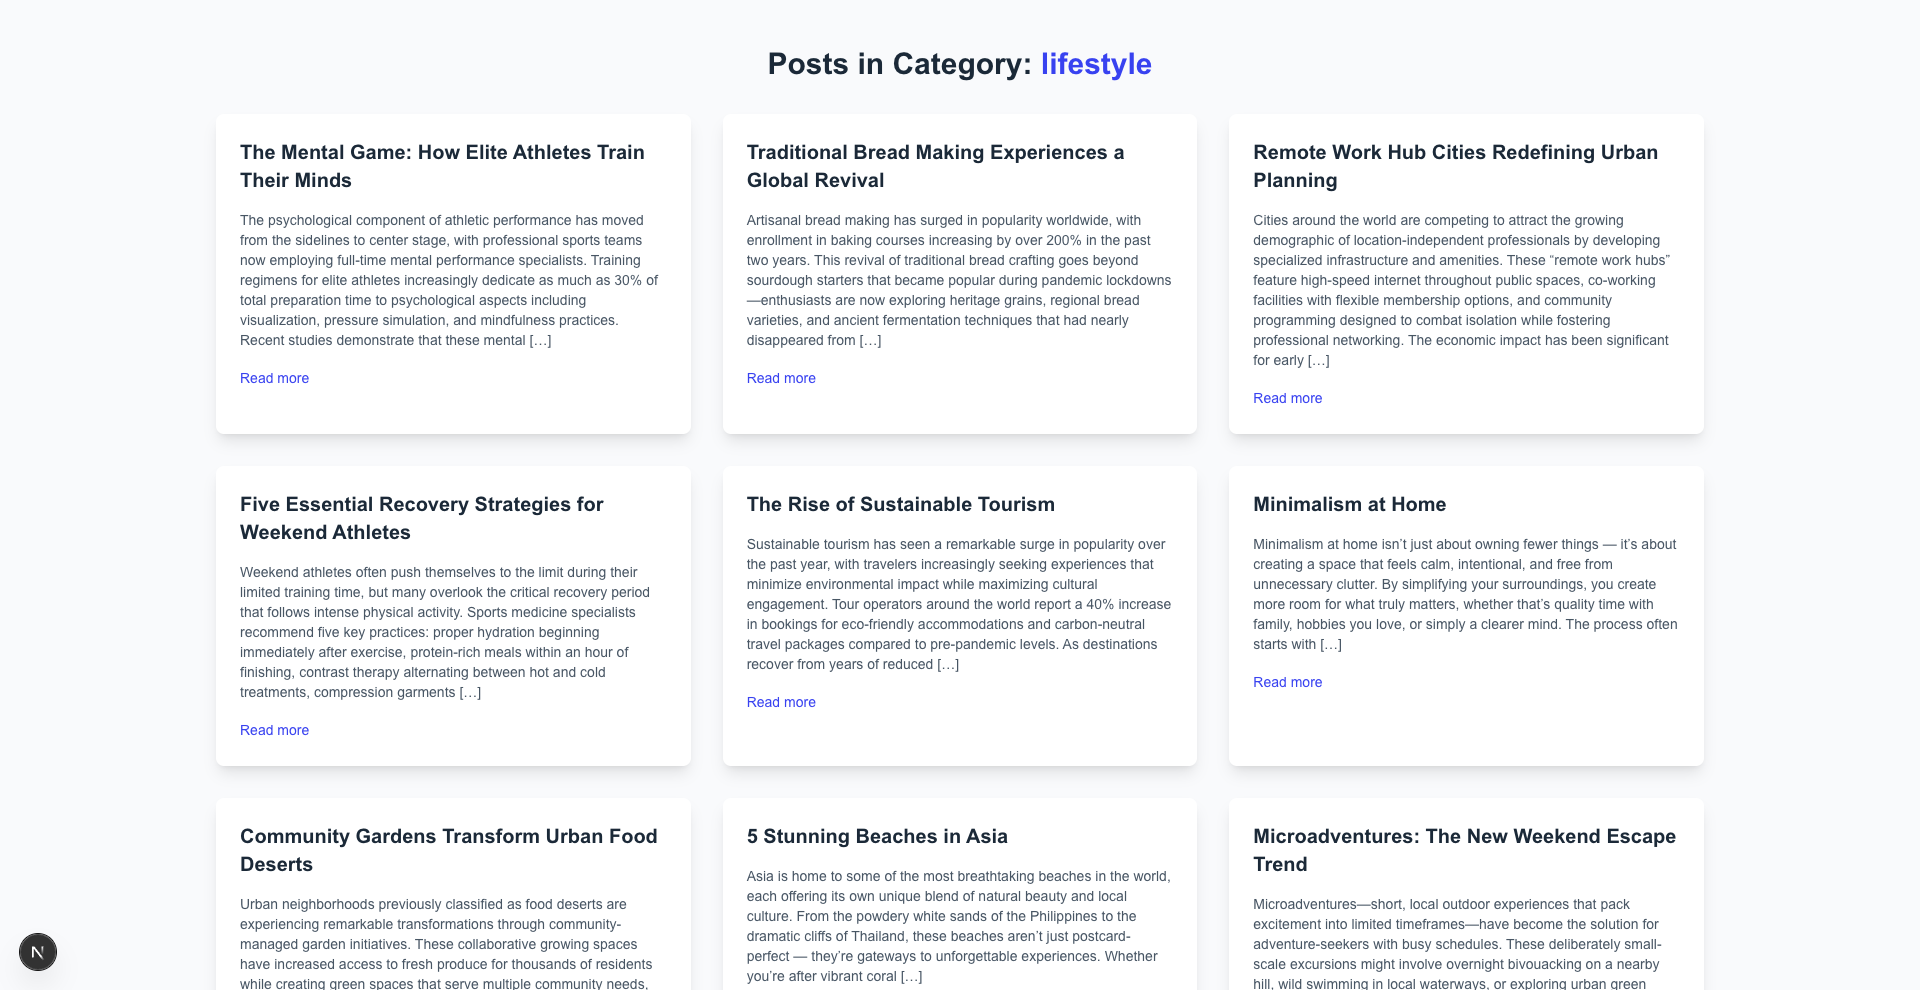 Posts in Category: lifestyle
The Mental Game: How Elite Athletes Train
Their Minds
The psychological component of athletic performance has moved
from the sidelines to center stage, with professional sports teams
now employing full-time mental performance specialists. Training
regimens for elite athletes increasingly dedicate as much as 30% of
total preparation time to psychological aspects including
visualization, pressure simulation, and mindfulness practices.
Recent studies demonstrate that these mental […]
Read more
Traditional Bread Making Experiences a
Global Revival
Artisanal bread making has surged in popularity worldwide, with
enrollment in baking courses increasing by over 200% in the past
two years. This revival of traditional bread crafting goes beyond
sourdough starters that became popular during pandemic lockdowns
—enthusiasts are now exploring heritage grains, regional bread
varieties, and ancient fermentation techniques that had nearly
disappeared from […]
Read more
Remote Work Hub Cities Redefining Urban
Planning
Cities around the world are competing to attract the growing
demographic of location-independent professionals by developing
specialized infrastructure and amenities. These “remote work hubs”
feature high-speed internet throughout public spaces, co-working
facilities with flexible membership options, and community
programming designed to combat isolation while fostering
professional networking. The economic impact has been significant
for early […]
Read more
Five Essential Recovery Strategies for
Weekend Athletes
Weekend athletes often push themselves to the limit during their
limited training time, but many overlook the critical recovery period
that follows intense physical activity. Sports medicine specialists
recommend five key practices: proper hydration beginning
immediately after exercise, protein-rich meals within an hour of
finishing, contrast therapy alternating between hot and cold
treatments, compression garments […]
Read more
The Rise of Sustainable Tourism
Sustainable tourism has seen a remarkable surge in popularity over
the past year, with travelers increasingly seeking experiences that
minimize environmental impact while maximizing cultural
engagement. Tour operators around the world report a 40% increase
in bookings for eco-friendly accommodations and carbon-neutral
travel packages compared to pre-pandemic levels. As destinations
recover from years of reduced […]
Read more
Minimalism at Home
Minimalism at home isn’t just about owning fewer things — it’s about
creating a space that feels calm, intentional, and free from
unnecessary clutter. By simplifying your surroundings, you create
more room for what truly matters, whether that’s quality time with
family, hobbies you love, or simply a clearer mind. The process often
starts with […]
Read more
Community Gardens Transform Urban Food
Deserts
Urban neighborhoods previously classified as food deserts are
experiencing remarkable transformations through community-
managed garden initiatives. These collaborative growing spaces
have increased access to fresh produce for thousands of residents
while creating green spaces that serve multiple community needs.
5 Stunning Beaches in Asia
Asia is home to some of the most breathtaking beaches in the world,
each offering its own unique blend of natural beauty and local
culture. From the powdery white sands of the Philippines to the
dramatic cliffs of Thailand, these beaches aren’t just postcard-
perfect — they’re gateways to unforgettable experiences. Whether
you’re after vibrant coral […]
Microadventures: The New Weekend Escape
Trend
Microadventures—short, local outdoor experiences that pack
excitement into limited timeframes—have become the solution for
adventure-seekers with busy schedules. These deliberately small-
scale excursions might involve overnight bivouacking on a nearby
hill, wild swimming in local waterways, or exploring urban green
N